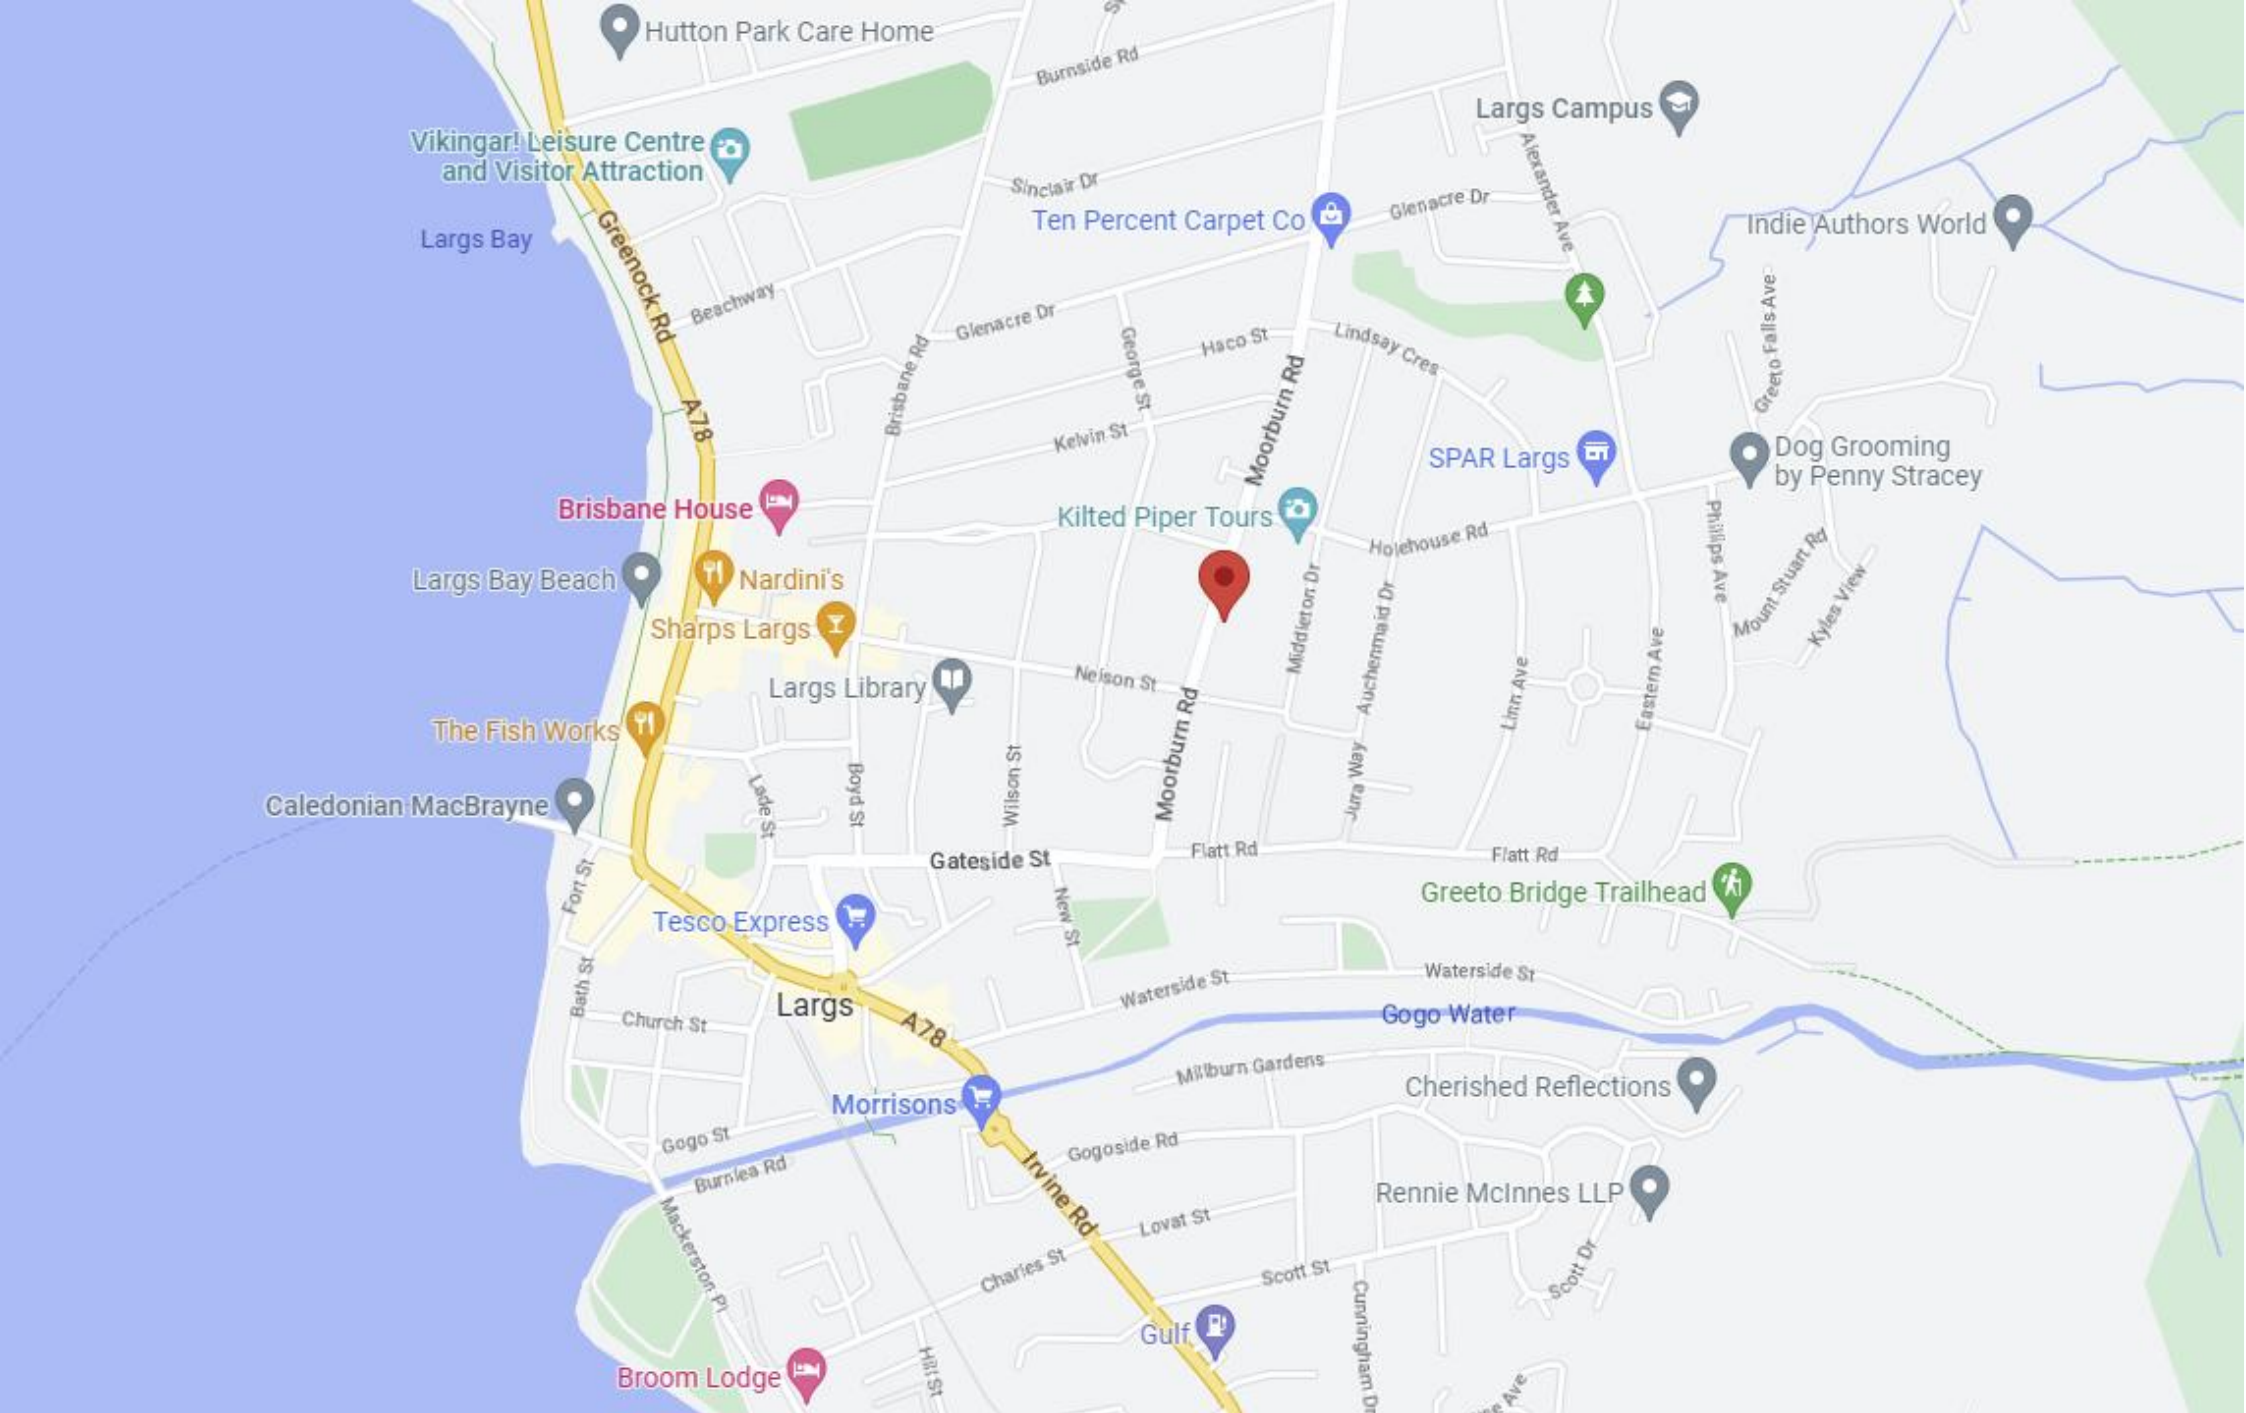 Hutton Park Care Home
Burnside Rd
Largs Campus
Vikingar! Leisure Centre
and Visitor Attraction
Alexander Ave
Sinclair Dr
Glenacre Dr
Ten Percent Carpet Co
Indie Authors World
Largs Bay
Greenock Rd
Beachway
Glenacre Dr
George St
Haco St
Lindsay Cres
Greeto Falls Ave
Brisbane Rd
Moorburn Rd
A78
Kelvin St
SPAR Largs
Dog Grooming
by Penny Stracey
Brisbane House
Kilted Piper Tours
Holehouse Rd
Phillips Ave
Mount Stuart Rd
Kyles View
Largs Bay Beach
Nardini's
Sharps Largs
Middleton Dr
Auchenmaid Dr
Largs Library
Nelson St
Linn Ave
Eastern Ave
The Fish Works
Moorburn Rd
Caledonian MacBrayne
Lade St
Boyd St
Wilson St
Jura Way
Gateside St
Flatt Rd
Flatt Rd
Fort St
Greeto Bridge Trailhead
Tesco Express
New St
Bath St
Waterside St
Waterside St
Largs
Gogo Water
Church St
A78
Millburn Gardens
Cherished Reflections
Morrisons
Gogo St
Gogoside Rd
Burnlea Rd
Irvine Rd
Rennie McInnes LLP
Mackerston Pl
Lovat St
Charles St
Scott St
Scott Dr
Cunningham Dr
Gulf
Hill St
Broom Lodge